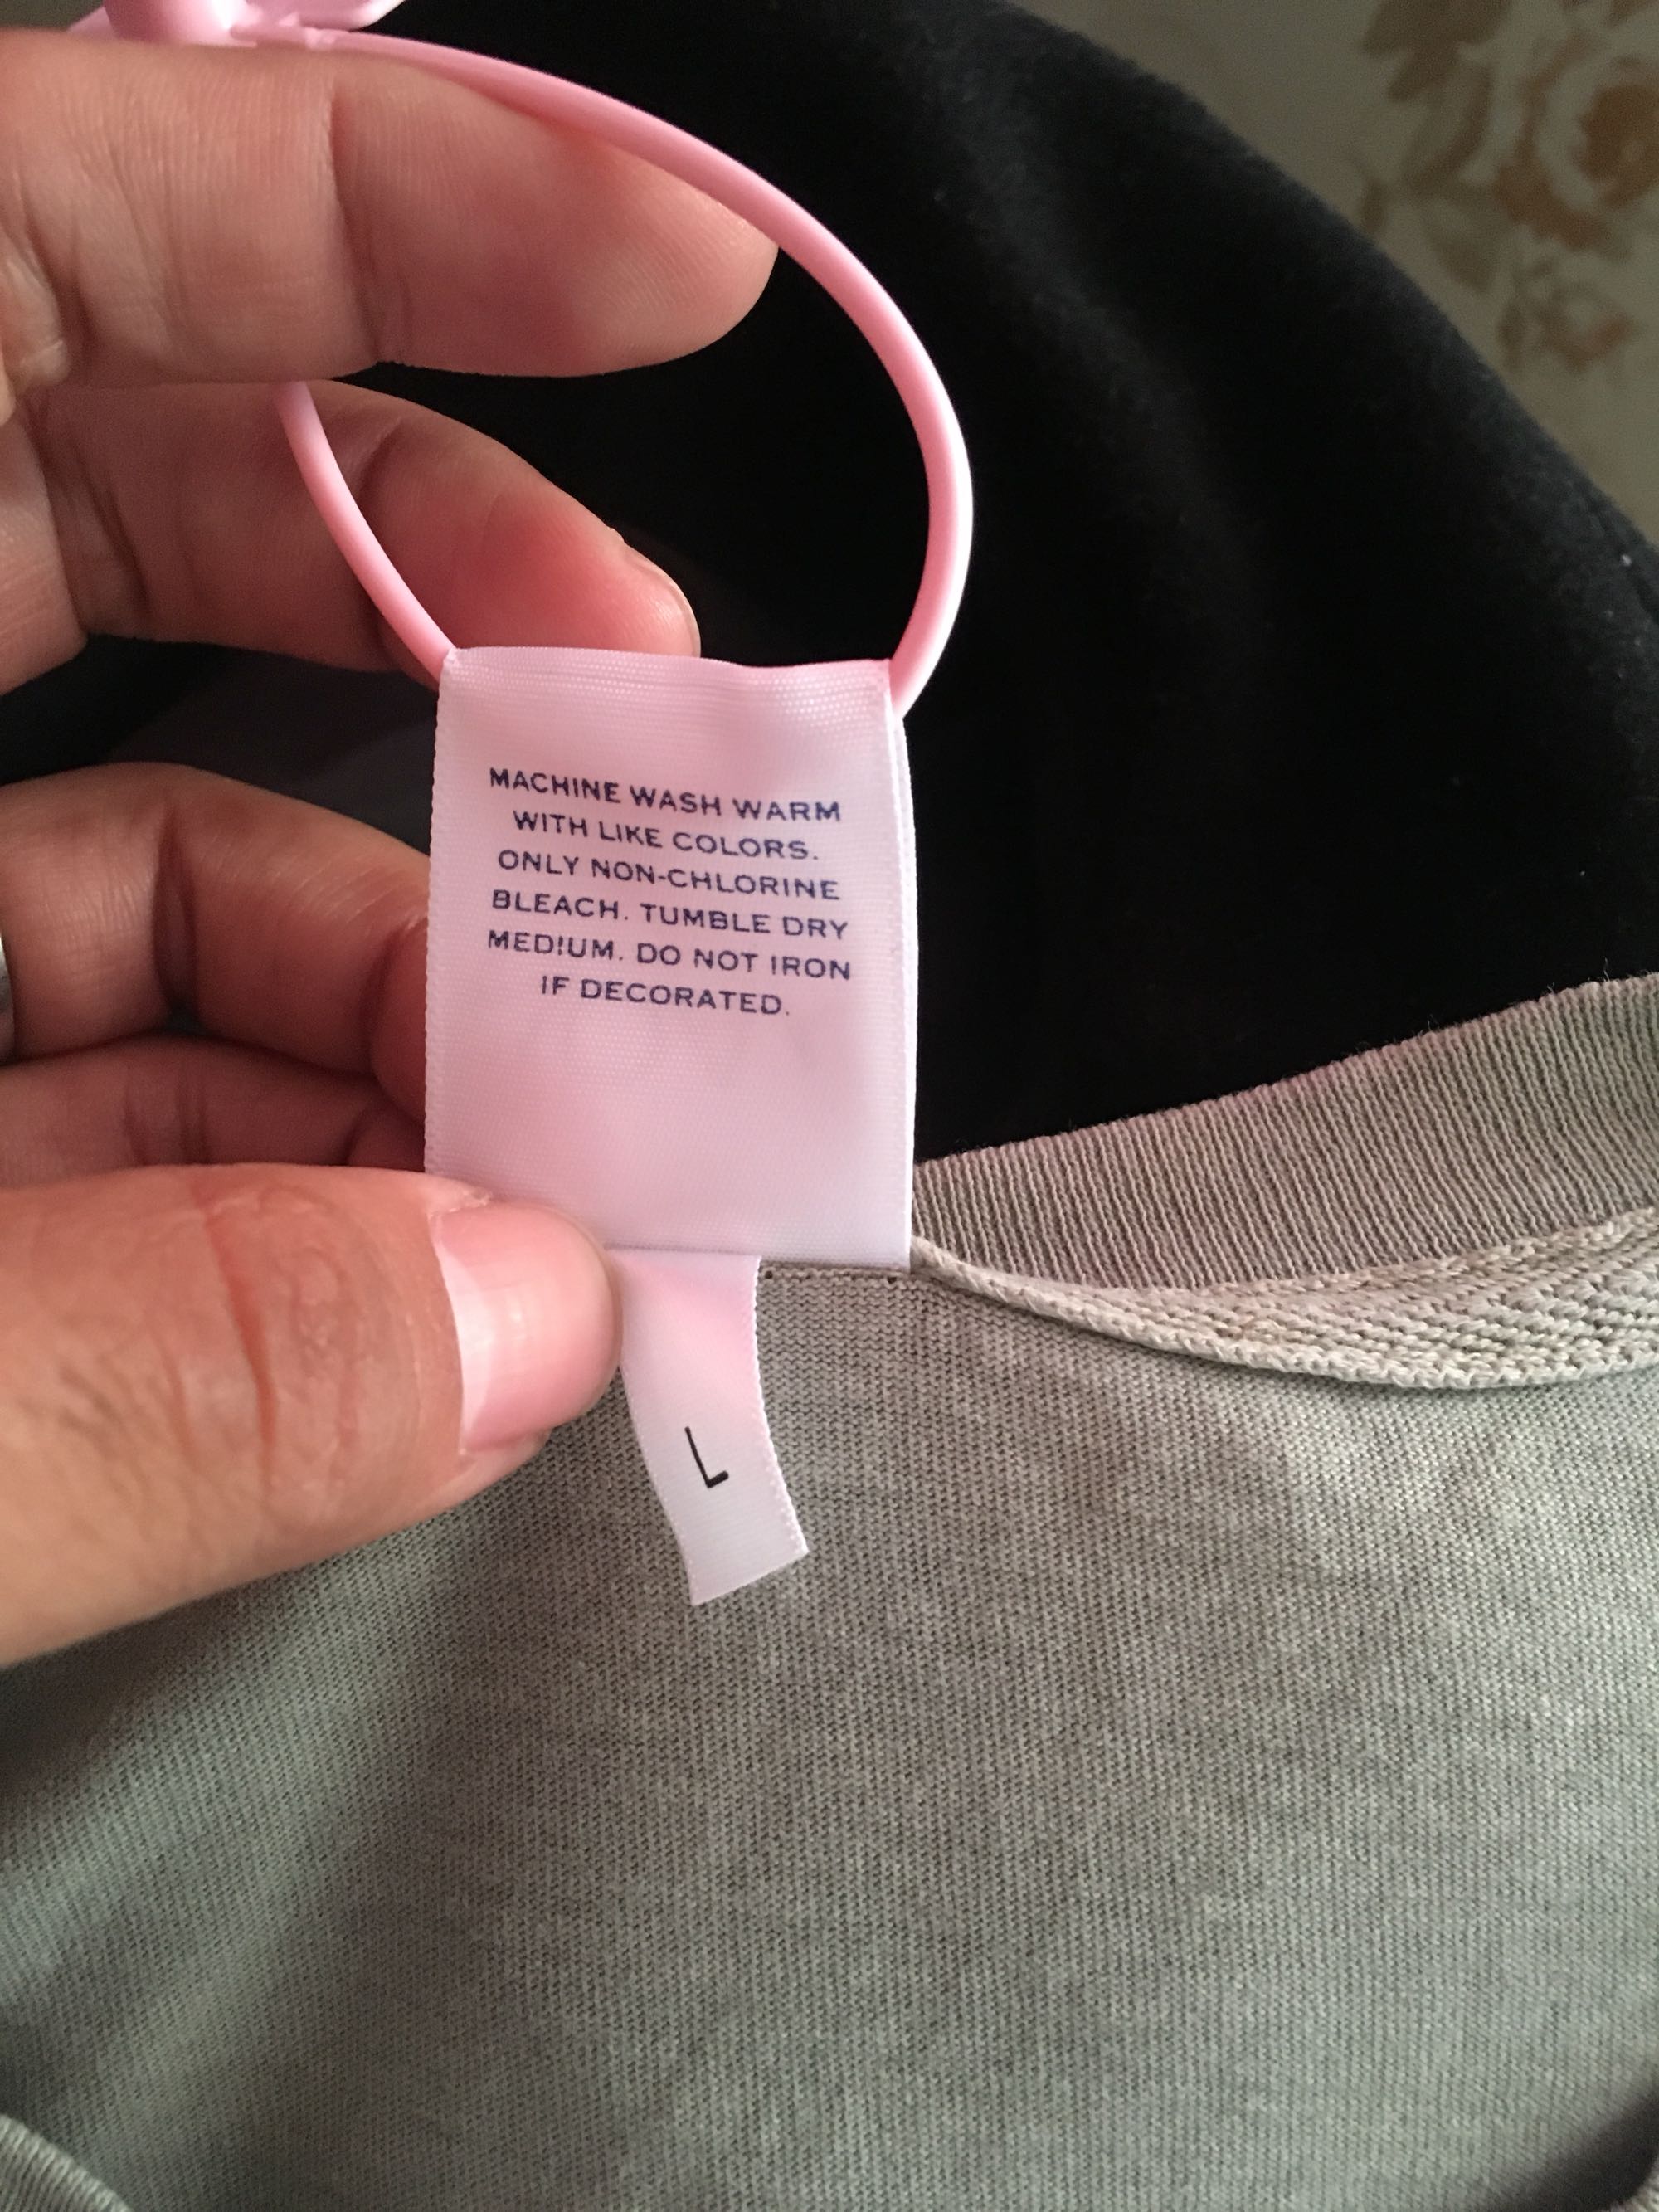 MACHINE WASH WARM
WITH LIKE COLORS.
ONLY NON-CHLORINE
BLEACH. TUMBLE DRY
MEDIUM. DO NOT IRON
IF DECORATED.
L